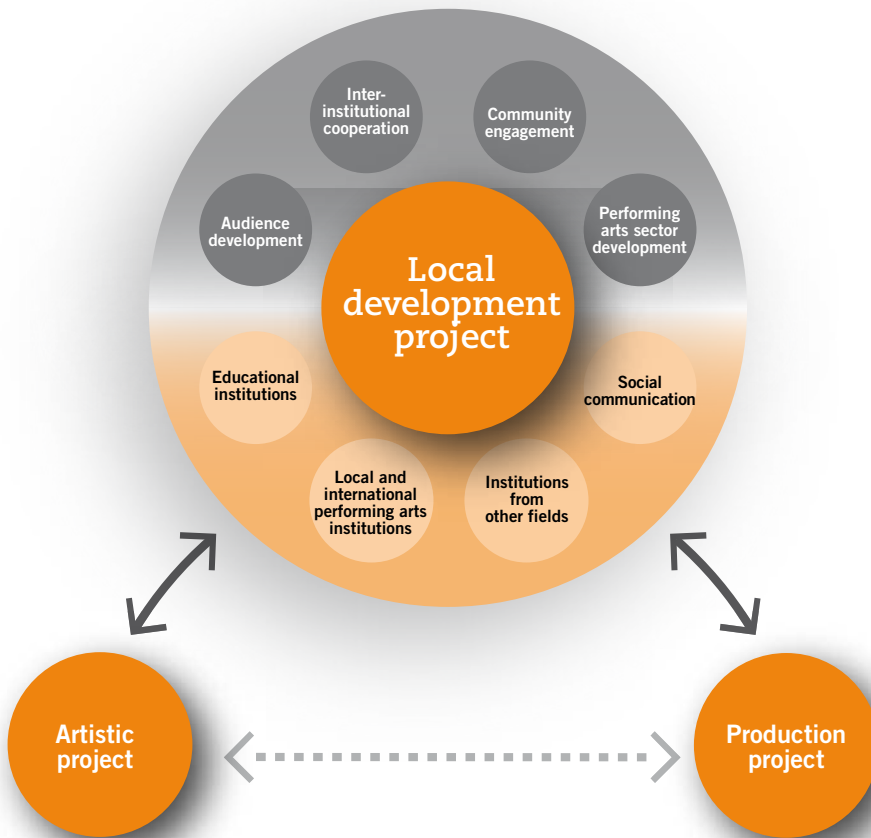 Inter-
institutional
cooperation
Community
engagement
Audience
development
Performing
arts sector
development
Local
development
project
Educational
institutions
Social
communication
Local and
international
performing arts
institutions
Institutions
from
other fields
Artistic
project
Production
project